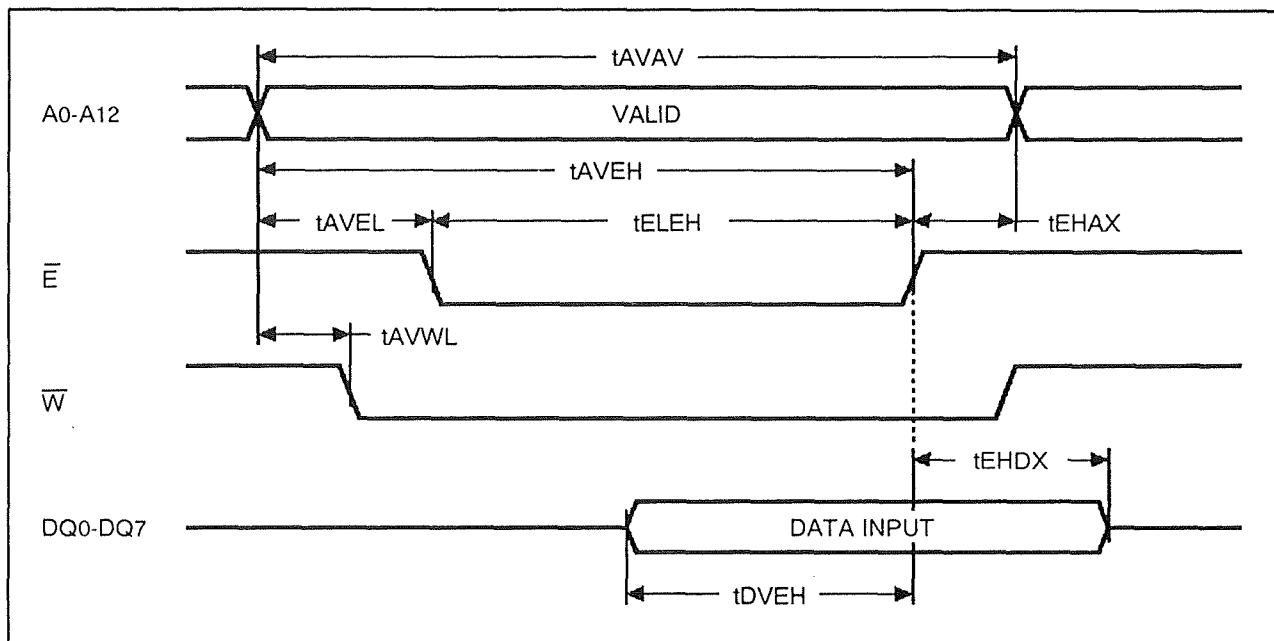 tAVAV
A0-A12
VALID
tAVEH
tAVEL
tELEH
tEHAX
E̅
tAVWL
W̅
tEHDX
DQ0-DQ7
DATA INPUT
tDVEH